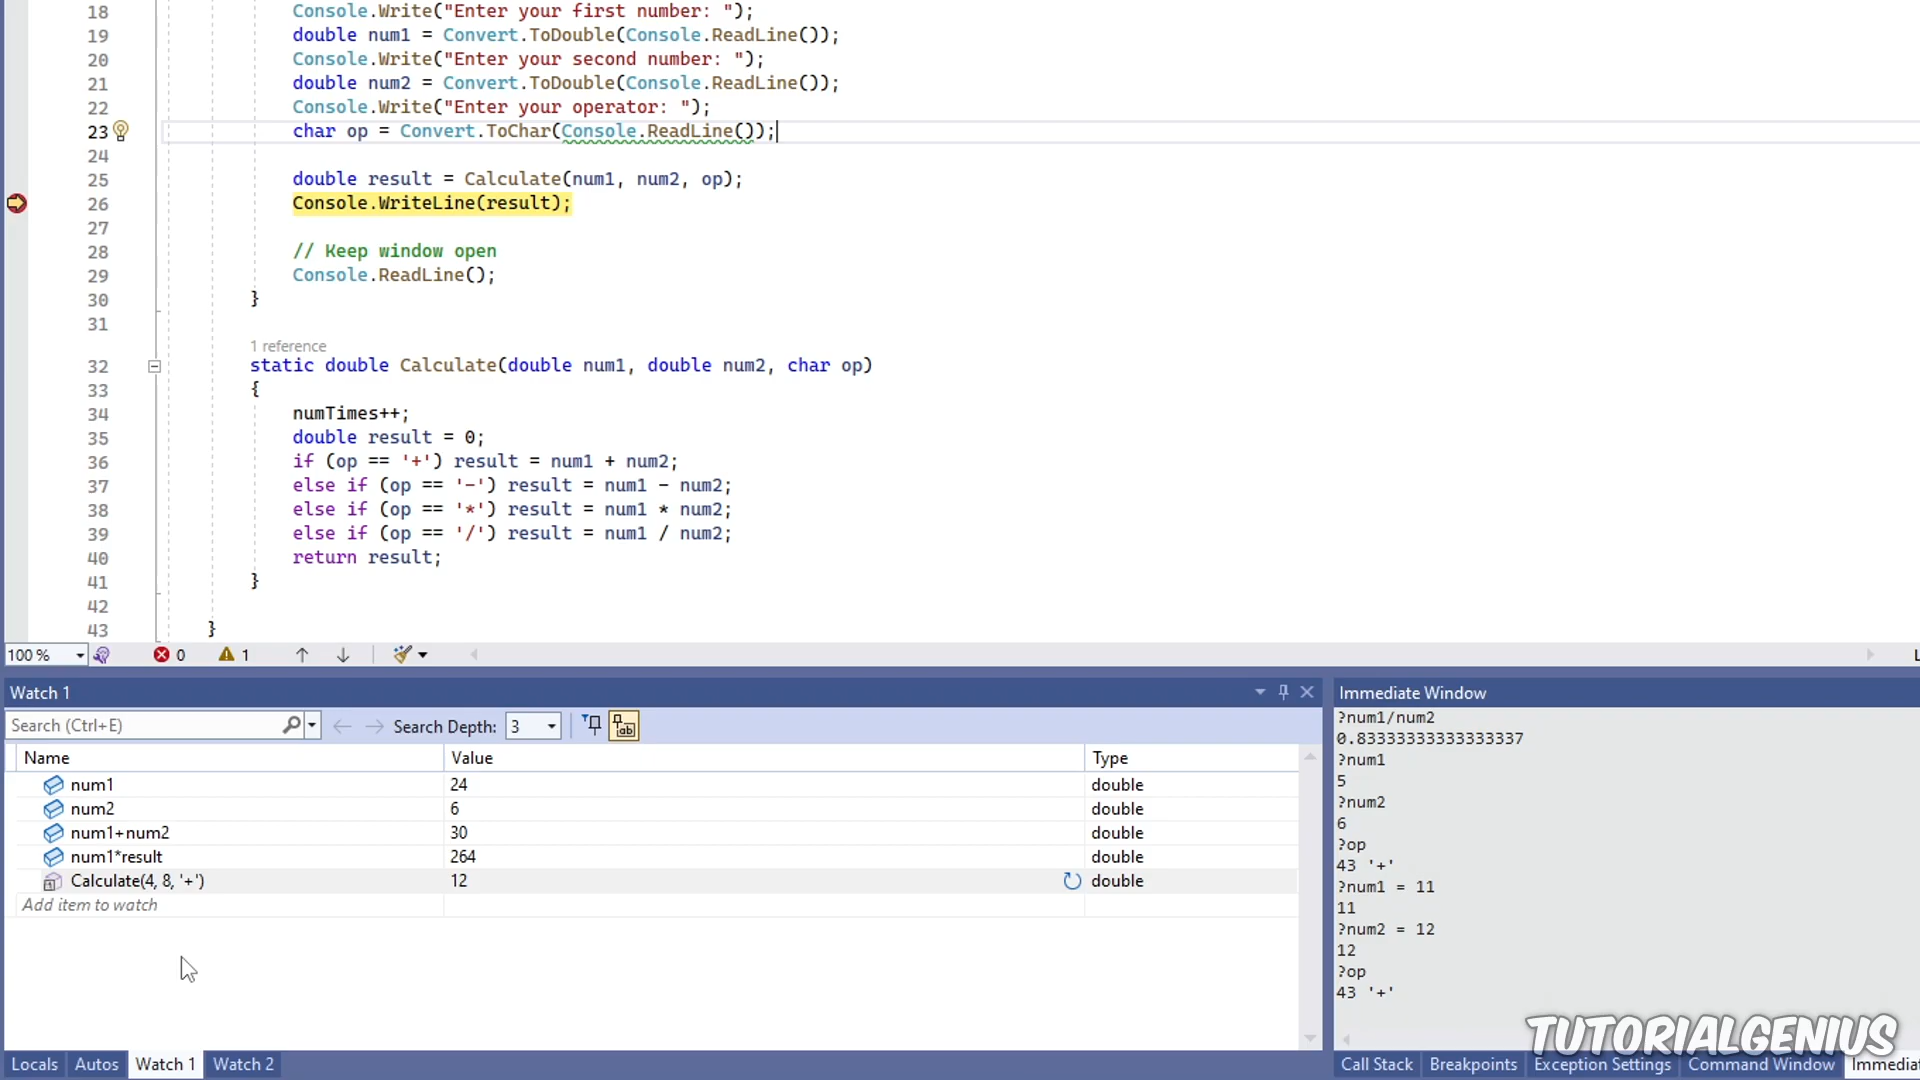 18 Console.Write("Enter your first number: ");
19 double num1 = Convert.ToDouble(Console.ReadLine());
20 Console.Write("Enter your second number: ");
21 double num2 = Convert.ToDouble(Console.ReadLine());
22 Console.Write("Enter your operator: ");
23 char op = Convert.ToChar(Console.ReadLine());
24
25 double result = Calculate(num1, num2, op);
26 Console.WriteLine(result);
27
28 // Keep window open
29 Console.ReadLine();
30 }
31
1 reference
32 static double Calculate(double num1, double num2, char op)
33 {
34 numTimes++;
35 double result = 0;
36 if (op == '+') result = num1 + num2;
37 else if (op == '-') result = num1 - num2;
38 else if (op == '*') result = num1 * num2;
39 else if (op == '/') result = num1 / num2;
40 return result;
41 }
42
43 }
100 % 0 1
Watch 1
Search (Ctrl+E) Search Depth: 3
Name Value Type
num1 24 double
num2 6 double
num1+num2 30 double
num1*result 264 double
Calculate(4, 8, '+') 12 double
Add item to watch
Locals Autos Watch 1 Watch 2
Immediate Window
?num1/num2
0.83333333333333337
?num1
5
?num2
6
?op
43 '+'
?num1 = 11
11
?num2 = 12
12
?op
43 '+'
TUTORIALGENIUS
Call Stack Breakpoints Exception Settings Command Window